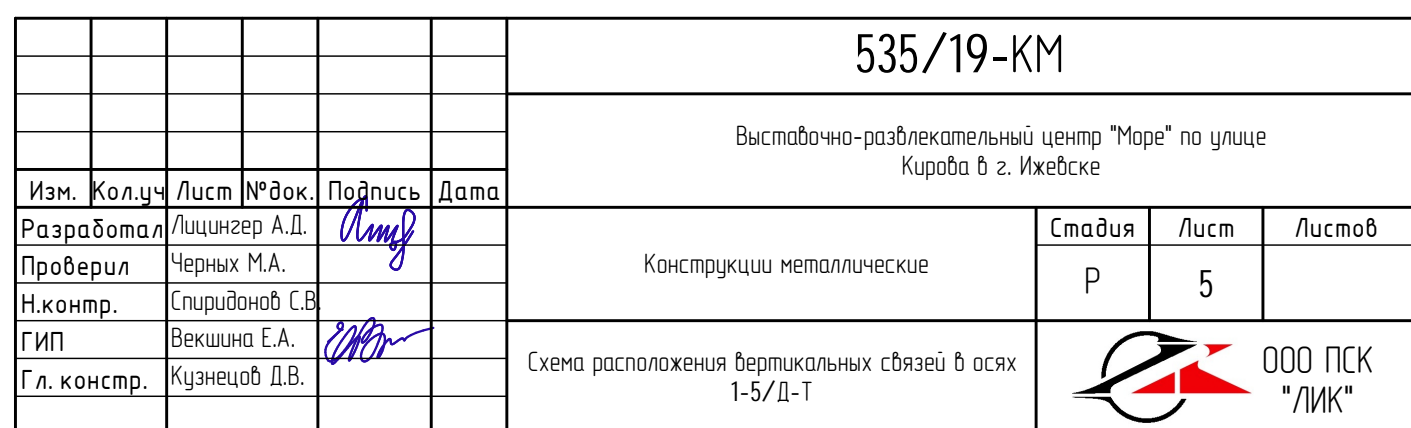 535/19-КМ
Выставочно-развлекательный центр "Море" по улице
Кирова в г. Ижевске
Изм. Кол.уч Лист №док. Подпись Дата
Разработал Лицингер А.Д.
Проверил Черных М.А.
Н.контр. Спиридонов С.В.
ГИП Векшина Е.А.
Гл. констр. Кузнецов Д.В.
Конструкции металлические
Стадия Лист Листов
Р 5
Схема расположения вертикальных связей в осях
1-5/Д-Т
ООО ПСК
"ЛИК"